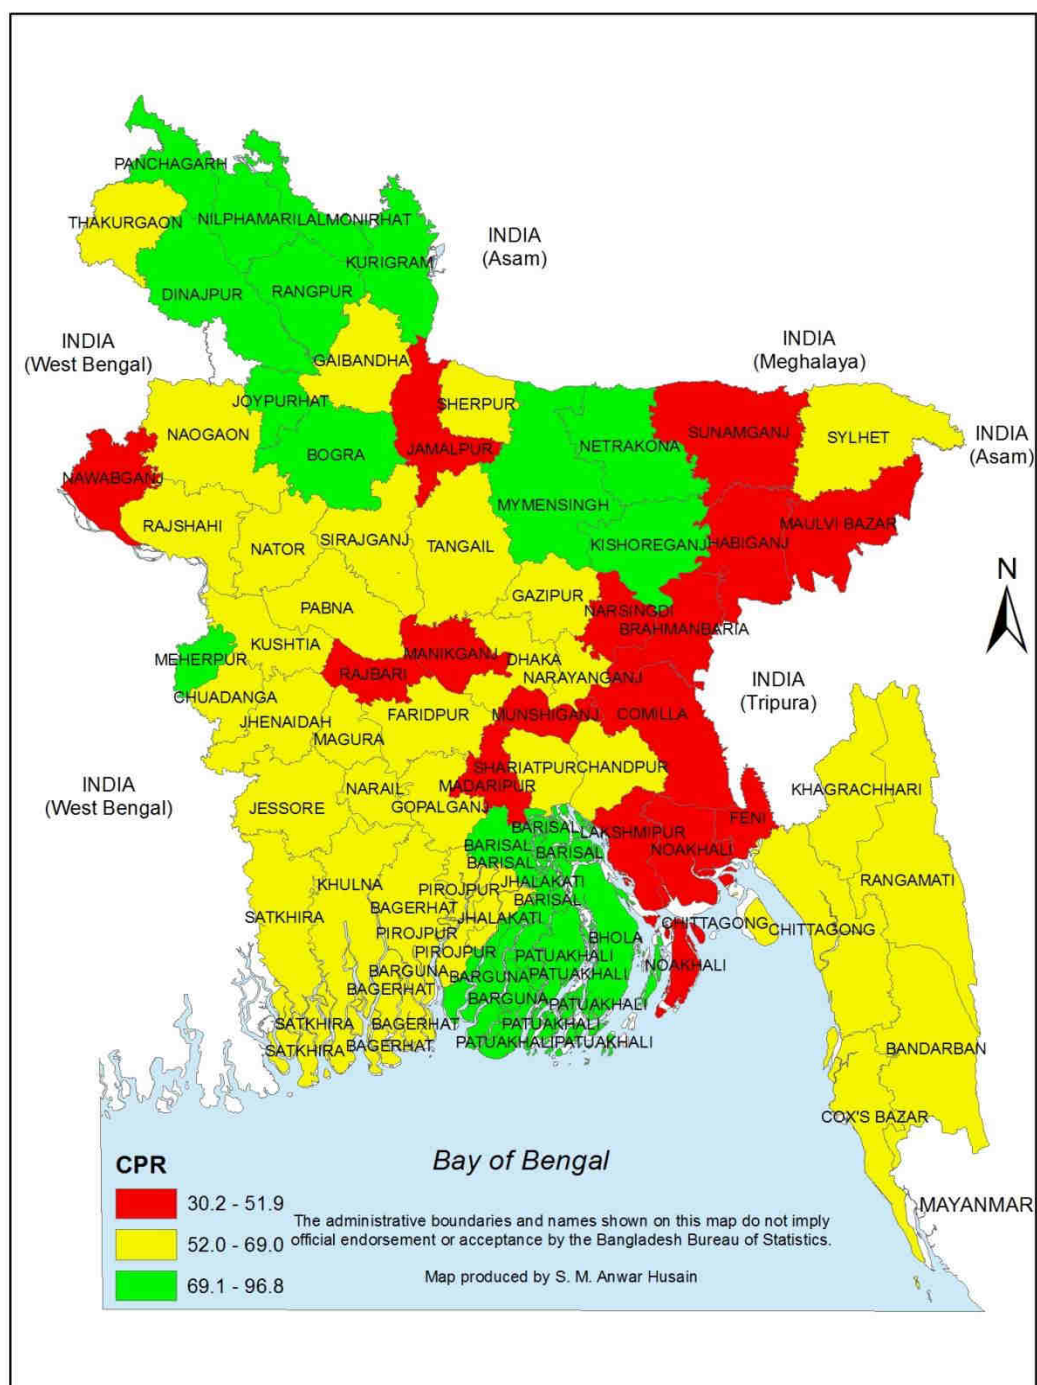 PANCHAGARH
THAKURGAON
NILPHAMARI
LALMONIRHAT
INDIA
(Asam)
KURIGRAM
DINAJPUR
RANGPUR
INDIA
(West Bengal)
GAIBANDHA
INDIA
(Meghalaya)
JOYPURHAT
SHERPUR
NAOGAON
BOGRA
JAMALPUR
NETRAKONA
SUNAMGANJ
SYLHET
INDIA
(Asam)
NAWABGANJ
RAJSHAHI
MYMENSINGH
MAULVI BAZAR
NATOR
SIRAJGANJ
TANGAIL
KISHOREGANJ
HABIGANJ
N
PABNA
GAZIPUR
NARSINGDI
BRAHMANBARIA
KUSHTIA
MEHERPUR
RAJBARI
MANIKGANJ
DHAKA
NARAYANGANJ
INDIA
(Tripura)
CHUADANGA
JHENAIDAH
FARIDPUR
MUNSHIGANJ
COMILLA
MAGURA
INDIA
(West Bengal)
SHARIATPUR
CHANDPUR
MADARIPUR
KHAGRACHHARI
JESSORE
NARAIL
GOPALGANJ
FENI
BARISAL
LAKSHMIPUR
BARISAL
BARISAL
BARISAL
NOAKHALI
KHULNA
PIROJPUR
JHALAKATI
RANGAMATI
BAGERHAT
BARISAL
SATKHIRA
JHALAKATI
CHITTAGONG
CHITTAGONG
PIROJPUR
BHOLA
PIROJPUR
PATUAKHALI
NOAKHALI
BARGUNA
BARGUNA
PATUAKHALI
BAGERHAT
BARGUNA
PATUAKHALI
SATKHIRA
BAGERHAT
PATUAKHALI
SATKHIRA
BAGERHAT
PATUAKHALI
PATUAKHALI
BANDARBAN
COX'S BAZAR
Bay of Bengal
CPR
30.2 - 51.9
52.0 - 69.0
69.1 - 96.8
MAYANMAR
The administrative boundaries and names shown on this map do not imply
official endorsement or acceptance by the Bangladesh Bureau of Statistics.
Map produced by S. M. Anwar Husain